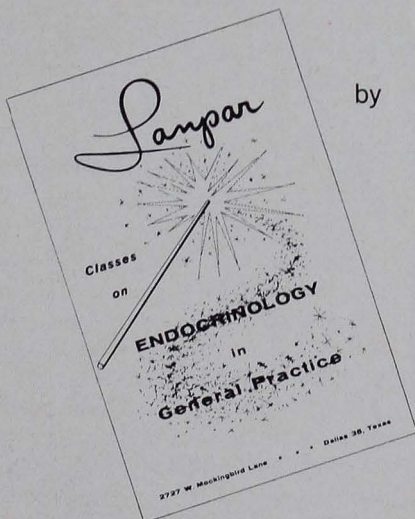 Lanpar
by
Classes
on
ENDOCRINOLOGY
in
General Practice
2727 W. Mockingbird Lane * * * Dallas 35, Texas